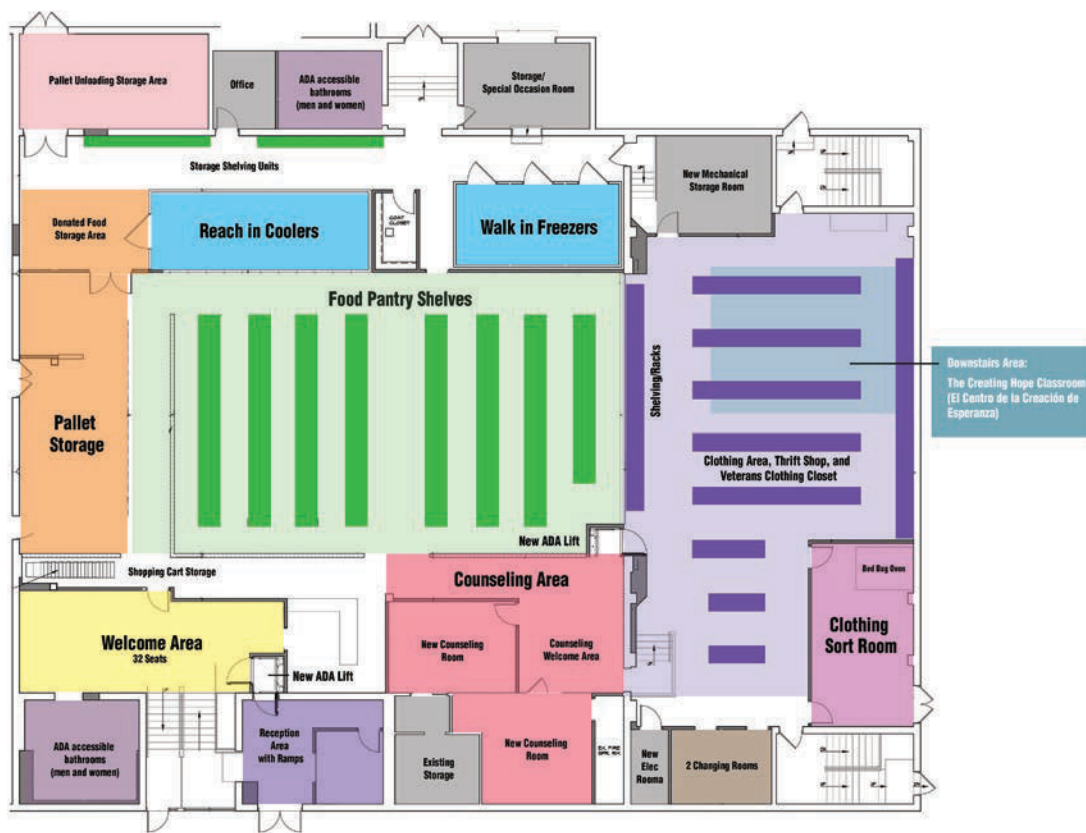 Pallet Unloading Storage Area
Office
ADA accessible
bathrooms
(men and women)
Storage/
Special Occasion Room
Storage Shelving Units
New Mechanical
Storage Room
Donated Food
Storage Area
Reach in Coolers
COAT
CLOSET
Walk in Freezers
Food Pantry Shelves
Shelving/Racks
Downstairs Area:
The Creating Hope Classroom
(El Centro de la Creación de
Esperanza)
Pallet
Storage
Clothing Area, Thrift Shop, and
Veterans Clothing Closet
New ADA Lift
Shopping Cart Storage
Counseling Area
Bed Bug Oven
Welcome Area
32 Seats
New Counseling
Room
Counseling
Welcome Area
Clothing
Sort Room
New ADA Lift
ADA accessible
bathrooms
(men and women)
Reception
Area
with Ramps
Existing
Storage
New Counseling
Room
New
Elec
Rooma
2 Changing Rooms